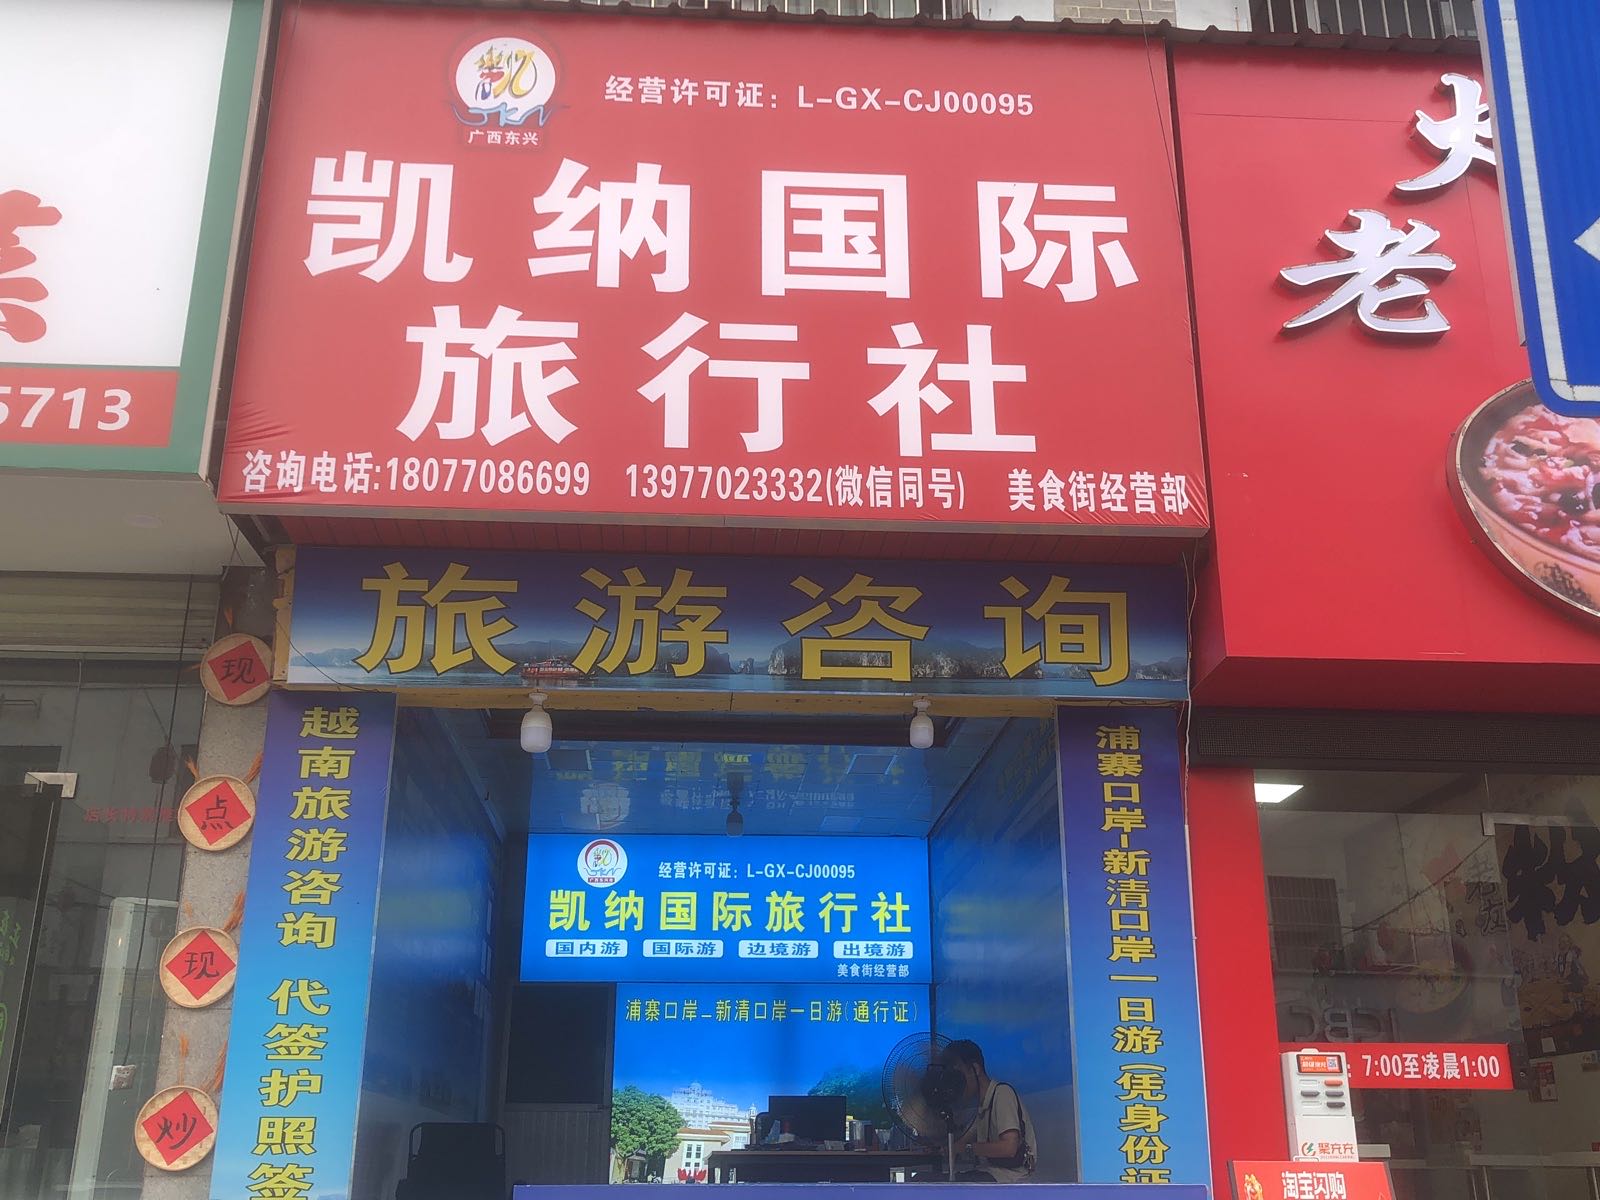 广西东兴
经营许可证：L-GX-CJ00095
凯纳国际
旅行社
咨询电话:18077086699 13977023332(微信同号) 美食街经营部
旅游咨询
越南旅游咨询 代签护照签
浦寨口岸-新清口岸一日游(凭身份证
经营许可证：L-GX-CJ00095
凯纳国际旅行社
国内游 国际游 边境游 出境游
美食街经营部
浦寨口岸－新清口岸一日游(通行证)
5713
现
点
现
炒
老
：7:00至凌晨1:00
聚充充
淘宝闪购